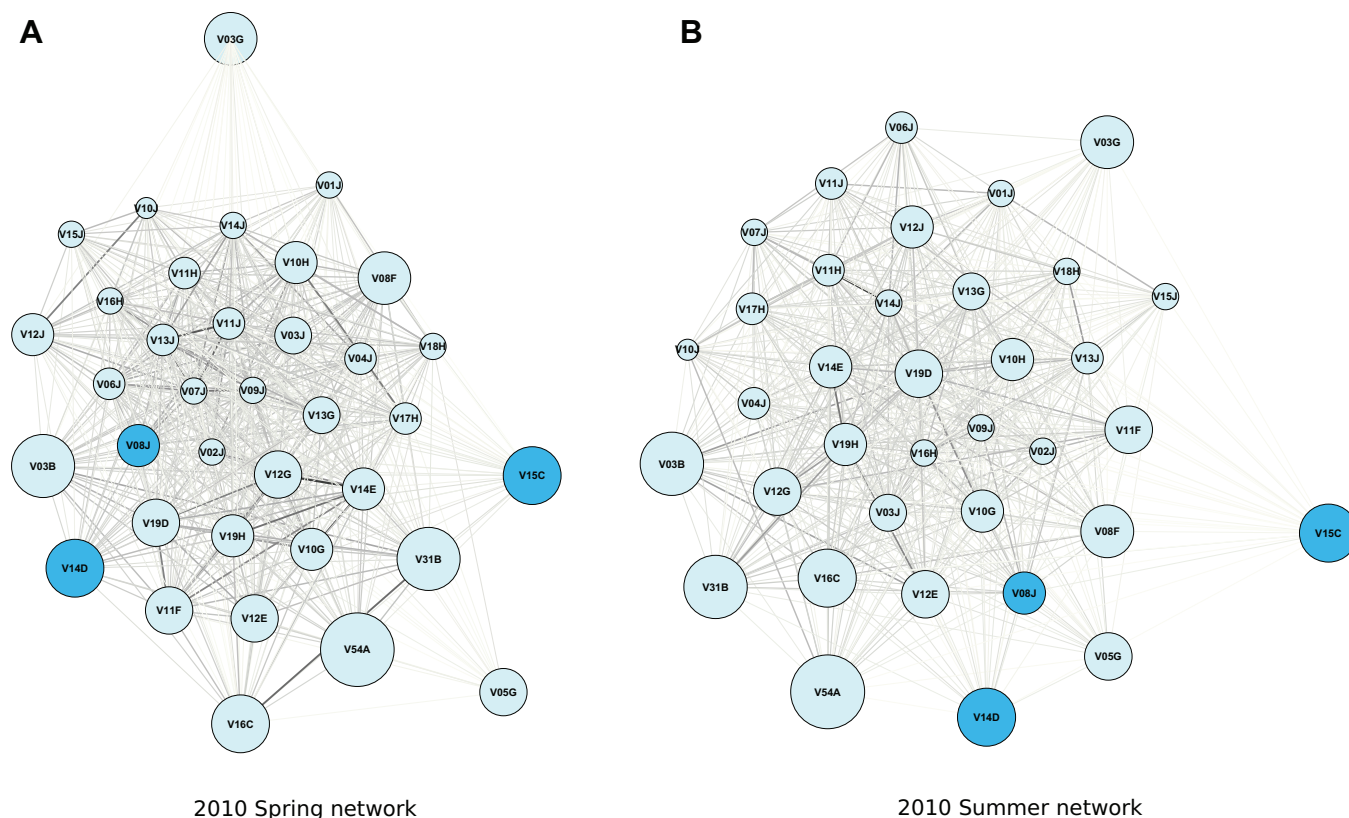 A
V03G
V01J
V10J
V14J
V15J
V10H
V11H
V08F
V16H
V11J
V12J
V03J
V13J
V18H
V04J
V06J
V07J
V09J
V13G
V17H
V08J
V02J
V03B
V12G
V15C
V14E
V19D
V19H
V10G
V31B
V14D
V11F
V12E
V54A
V05G
V16C
2010 Spring network
B
V06J
V03G
V11J
V01J
V12J
V07J
V11H
V18H
V13G
V15J
V14J
V17H
V10J
V13J
V10H
V14E
V19D
V04J
V09J
V11F
V19H
V16H
V02J
V03B
V12G
V03J
V10G
V08F
V15C
V16C
V31B
V12E
V08J
V05G
V54A
V14D
2010 Summer network